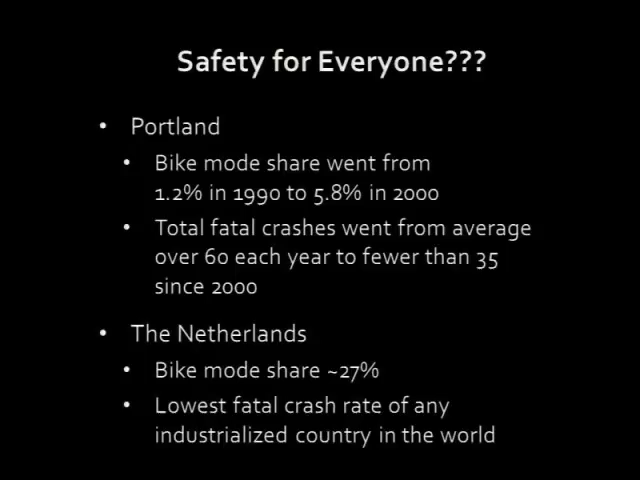 Safety for Everyone???
• Portland
• Bike mode share went from
1.2% in 1990 to 5.8% in 2000
• Total fatal crashes went from average
over 60 each year to fewer than 35
since 2000
• The Netherlands
• Bike mode share ~27%
• Lowest fatal crash rate of any
industrialized country in the world